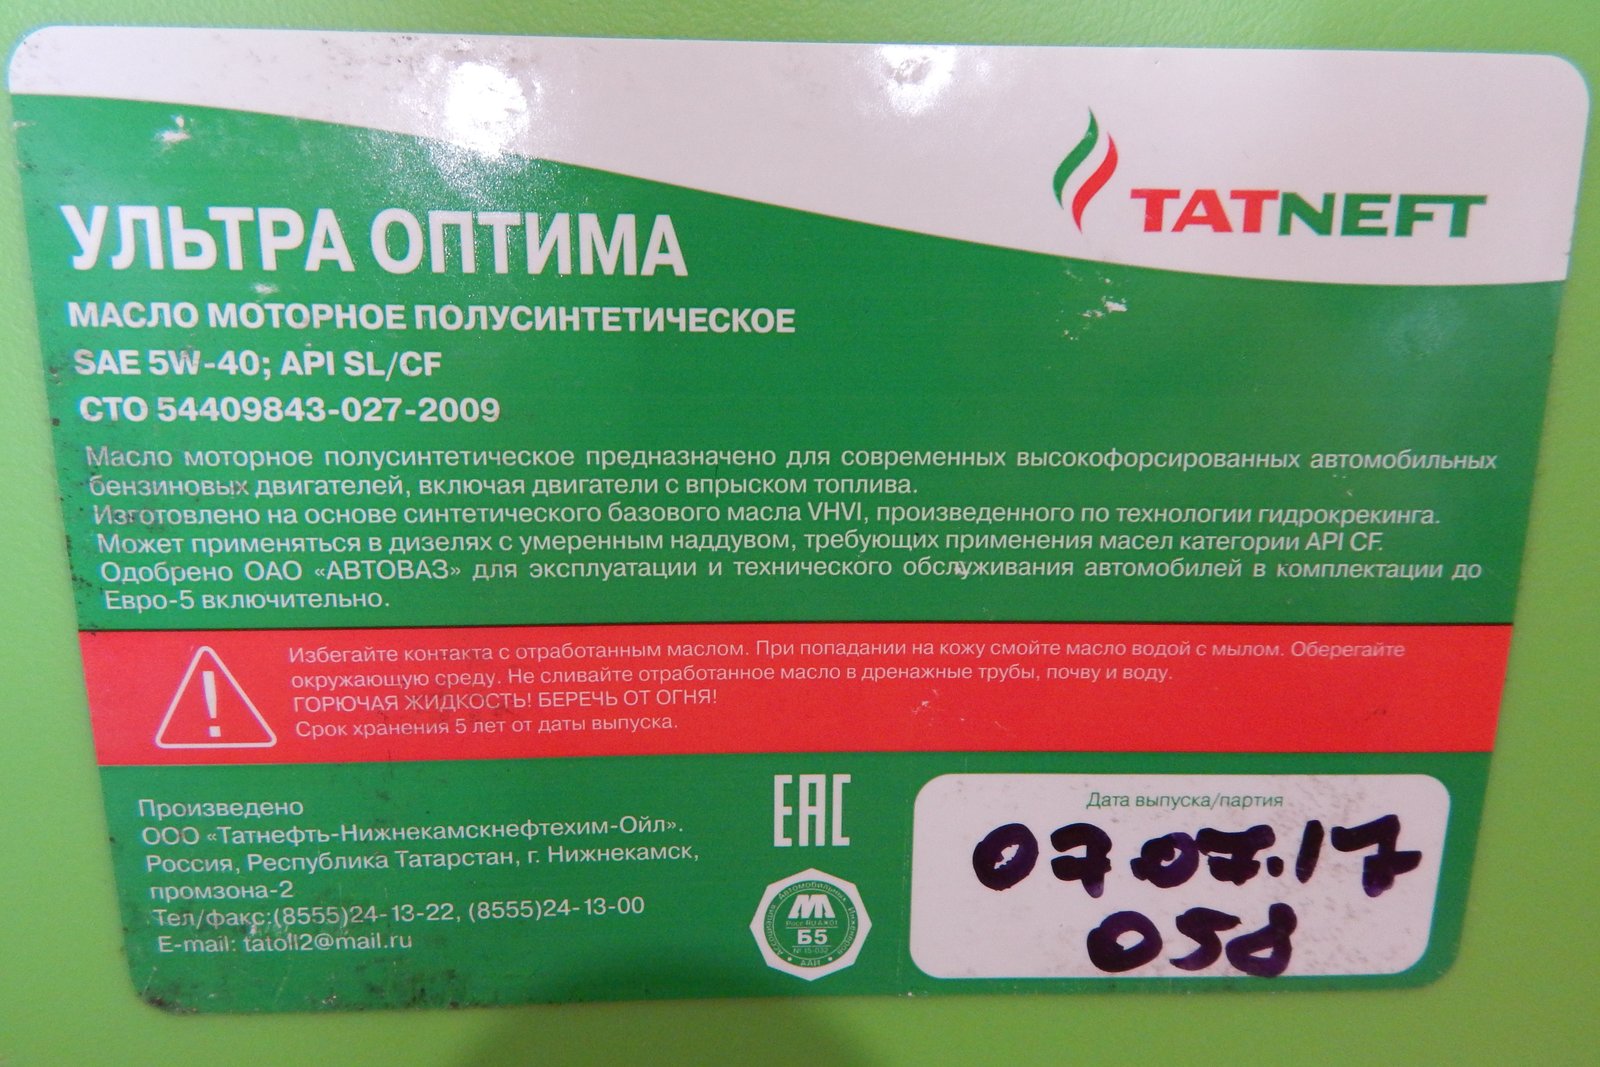 TATNEFT
УЛЬТРА ОПТИМА
МАСЛО МОТОРНОЕ ПОЛУСИНТЕТИЧЕСКОЕ
SAE 5W-40; API SL/CF
СТО 54409843-027-2009
Масло моторное полусинтетическое предназначено для современных высокофорсированных автомобильных
бензиновых двигателей, включая двигатели с впрыском топлива.
Изготовлено на основе синтетического базового масла VHVI, произведенного по технологии гидрокрекинга.
Может применяться в дизелях с умеренным наддувом, требующих применения масел категории API CF.
Одобрено ОАО «АВТОВАЗ» для эксплуатации и технического обслуживания автомобилей в комплектации до
Евро-5 включительно.
Избегайте контакта с отработанным маслом. При попадании на кожу смойте масло водой с мылом. Оберегайте
окружающую среду. Не сливайте отработанное масло в дренажные трубы, почву и воду.
ГОРЮЧАЯ ЖИДКОСТЬ! БЕРЕЧЬ ОТ ОГНЯ!
Срок хранения 5 лет от даты выпуска.
Произведено
ООО «Татнефть-Нижнекамскнефтехим-Ойл».
Россия, Республика Татарстан, г. Нижнекамск,
промзона-2
Тел/факс:(8555)24-13-22, (8555)24-13-00
E-mail: tatoil2@mail.ru
EAC
Ассоциация Автомобильных Инженеров
Б5
ААИ
Дата выпуска/партия
07 07.17
058